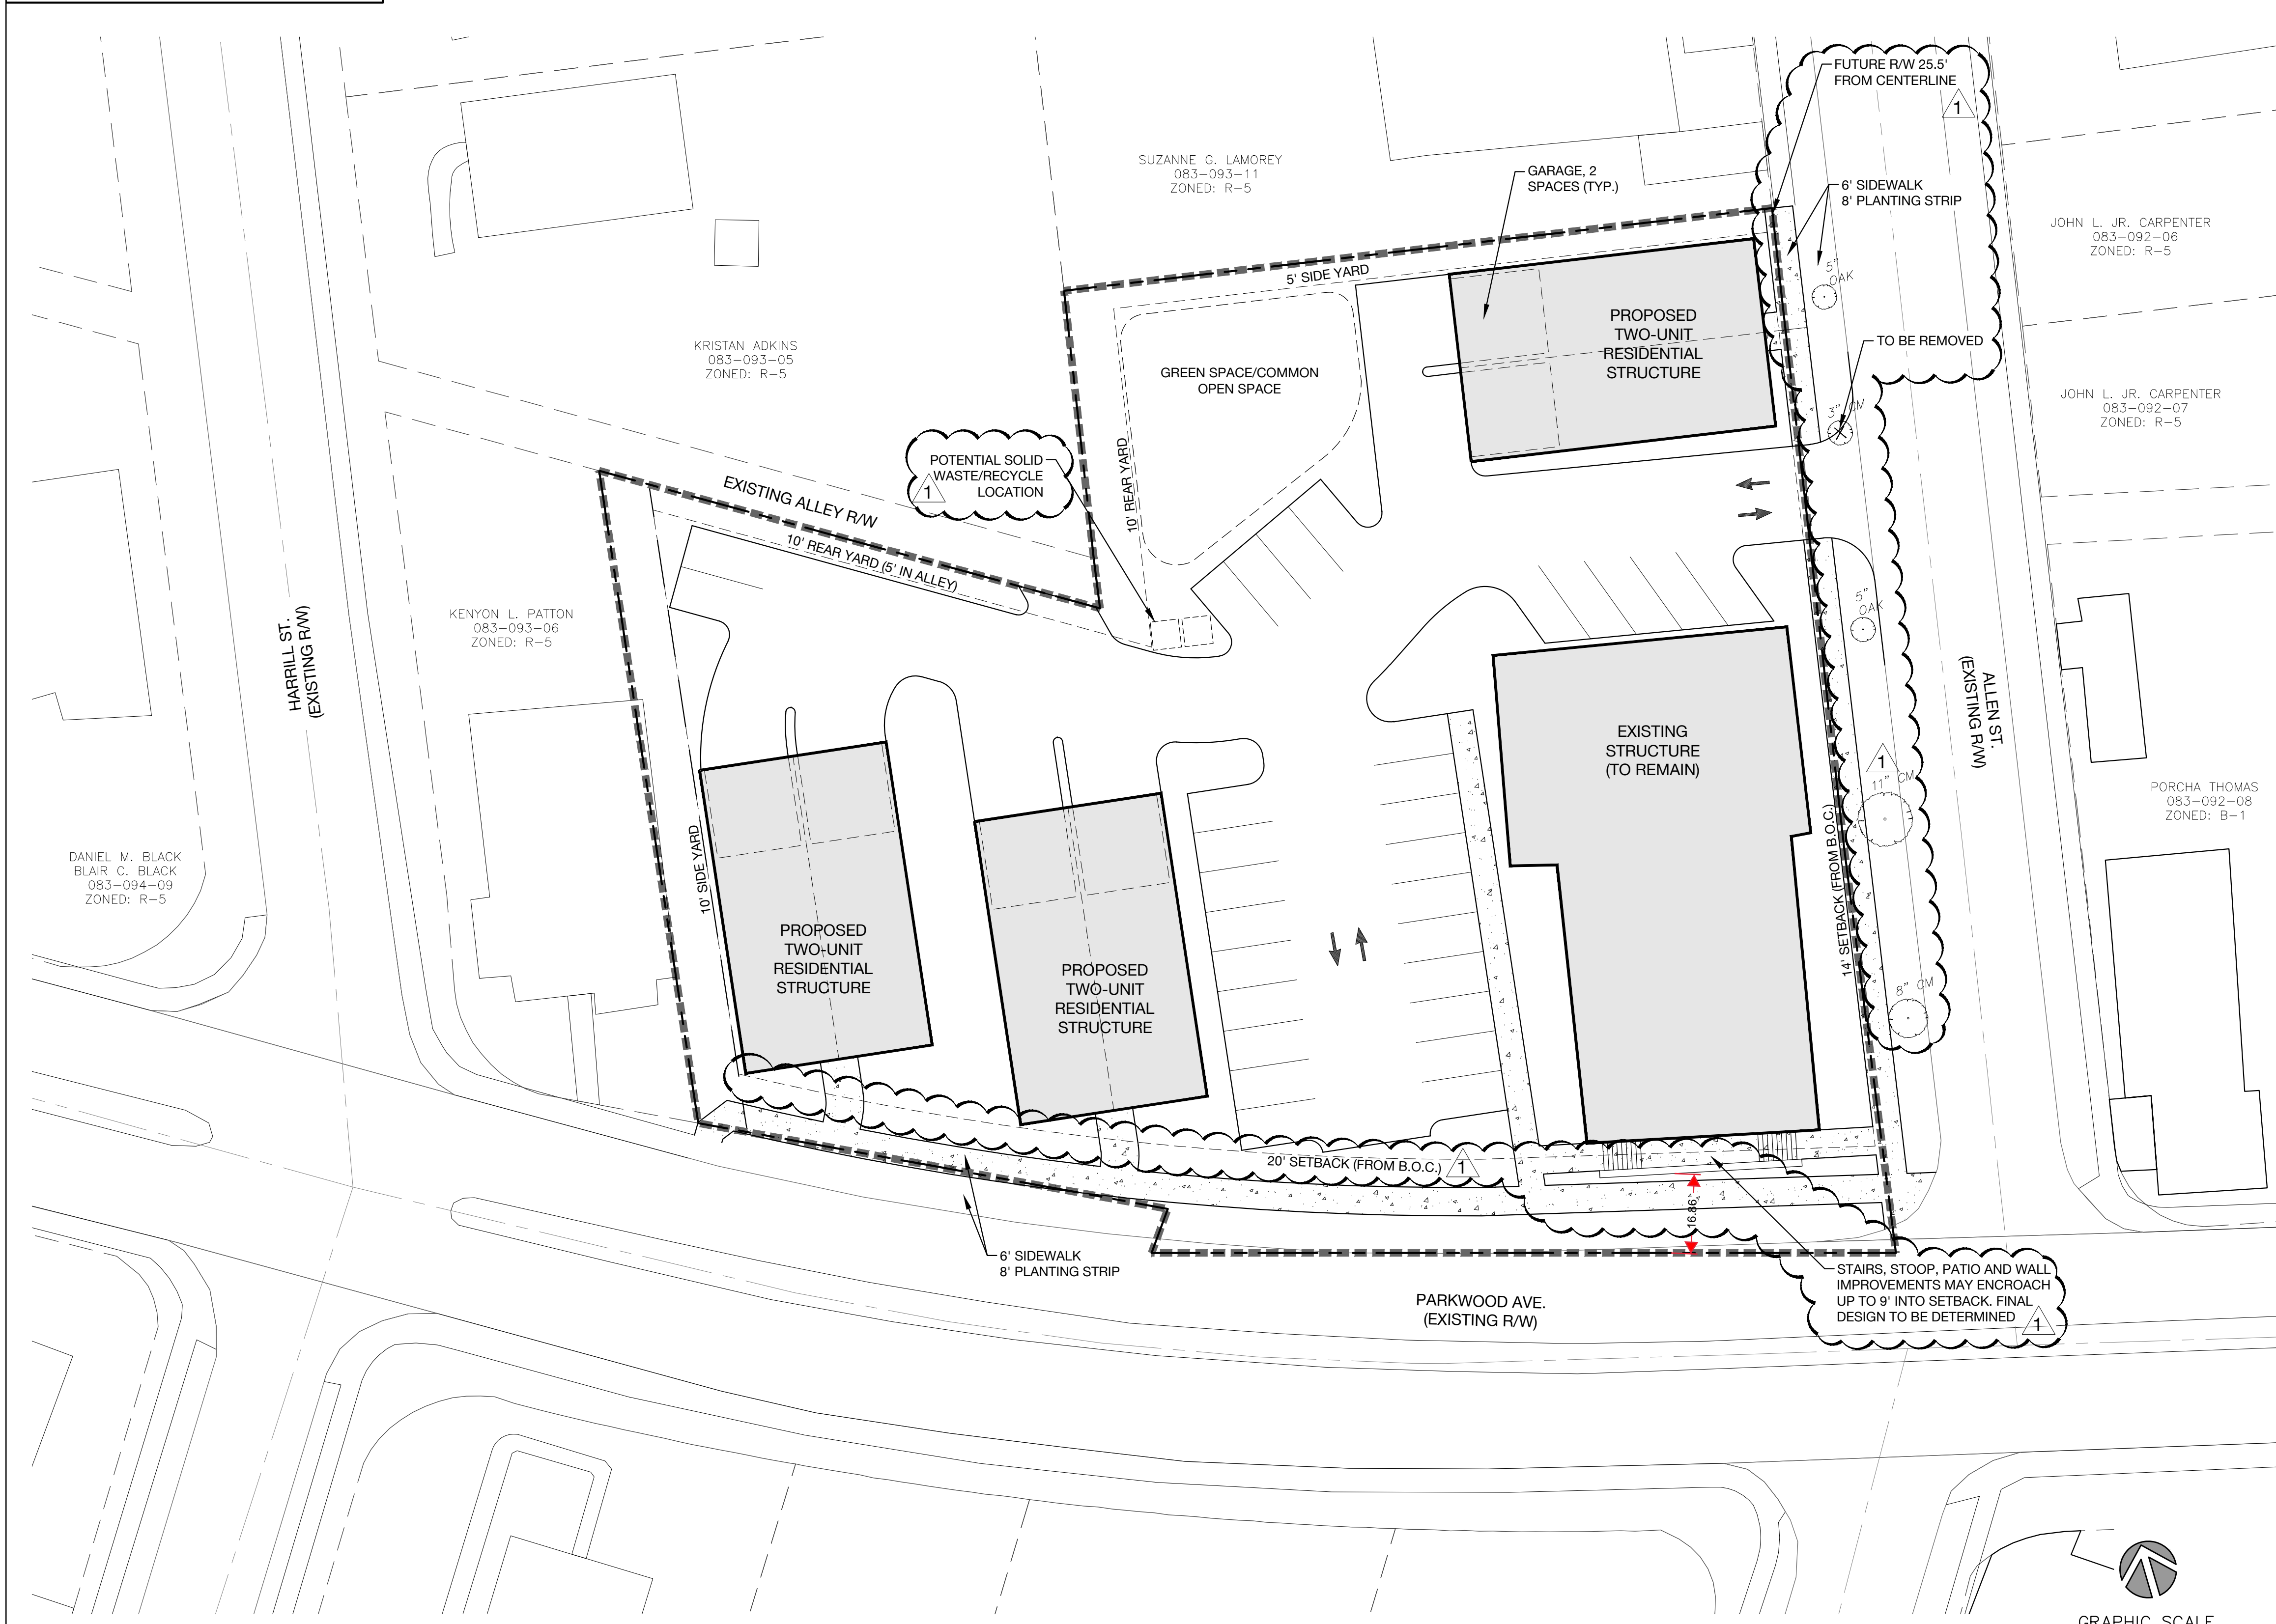 FUTURE R/W 25.5'
FROM CENTERLINE
1
SUZANNE G. LAMOREY
083-093-11
ZONED: R-5
GARAGE, 2
SPACES (TYP.)
6' SIDEWALK
8' PLANTING STRIP
JOHN L. JR. CARPENTER
083-092-06
ZONED: R-5
5' SIDE YARD
5"
OAK
PROPOSED
TWO-UNIT
RESIDENTIAL
STRUCTURE
TO BE REMOVED
KRISTAN ADKINS
083-093-05
ZONED: R-5
GREEN SPACE/COMMON
OPEN SPACE
JOHN L. JR. CARPENTER
083-092-07
ZONED: R-5
3" CM
POTENTIAL SOLID
WASTE/RECYCLE
LOCATION
1
10' REAR YARD
EXISTING ALLEY R/W
10' REAR YARD (5' IN ALLEY)
KENYON L. PATTON
083-093-06
ZONED: R-5
HARRILL ST.
(EXISTING R/W)
5"
OAK
ALLEN ST.
(EXISTING R/W)
EXISTING
STRUCTURE
(TO REMAIN)
1
11" CM
PORCHA THOMAS
083-092-08
ZONED: B-1
DANIEL M. BLACK
BLAIR C. BLACK
083-094-09
ZONED: R-5
10' SIDE YARD
14' SETBACK (FROM B.O.C.)
PROPOSED
TWO-UNIT
RESIDENTIAL
STRUCTURE
PROPOSED
TWO-UNIT
RESIDENTIAL
STRUCTURE
8" CM
20' SETBACK (FROM B.O.C.)
1
16.86
6' SIDEWALK
8' PLANTING STRIP
PARKWOOD AVE.
(EXISTING R/W)
STAIRS, STOOP, PATIO AND WALL
IMPROVEMENTS MAY ENCROACH
UP TO 9' INTO SETBACK. FINAL
DESIGN TO BE DETERMINED
1
GRAPHIC SCALE